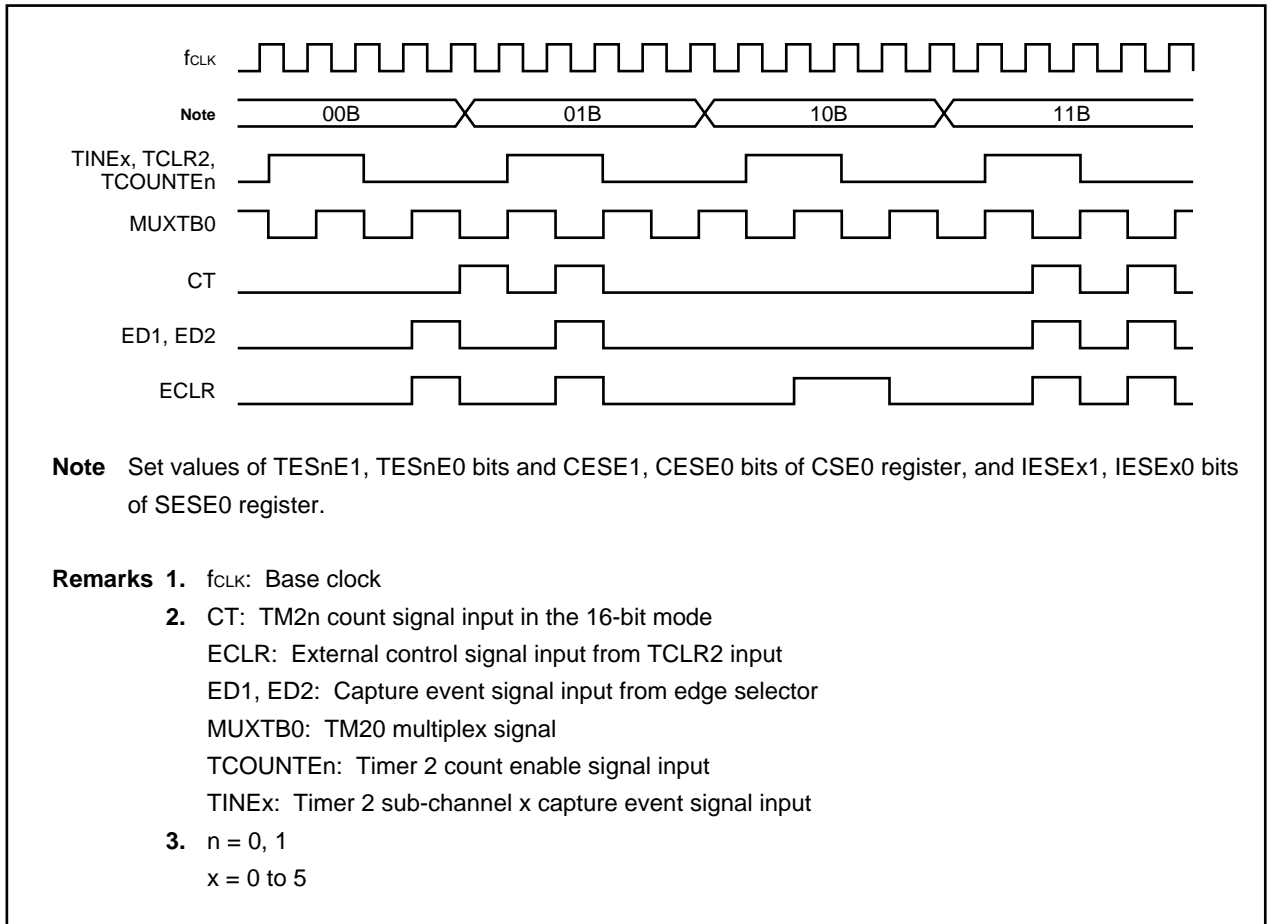 fCLK
Note 00B 01B 10B 11B
TINEx, TCLR2,
TCOUNTEn
MUXTB0
CT
ED1, ED2
ECLR
Note Set values of TESnE1, TESnE0 bits and CESE1, CESE0 bits of CSE0 register, and IESEx1, IESEx0 bits
of SESE0 register.
Remarks 1. fCLK: Base clock
2. CT: TM2n count signal input in the 16-bit mode
ECLR: External control signal input from TCLR2 input
ED1, ED2: Capture event signal input from edge selector
MUXTB0: TM20 multiplex signal
TCOUNTEn: Timer 2 count enable signal input
TINEx: Timer 2 sub-channel x capture event signal input
3. n = 0, 1
x = 0 to 5